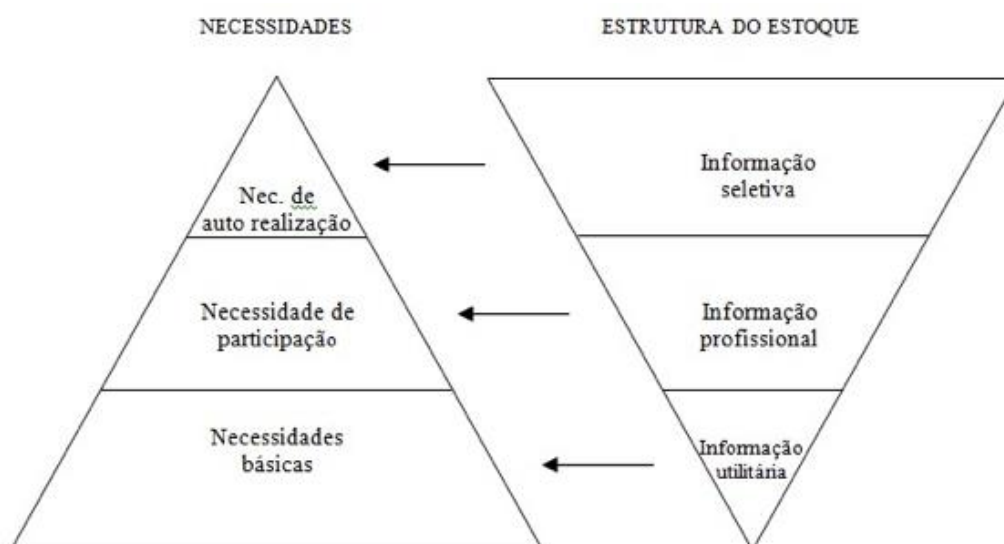 NECESSIDADES
ESTRUTURA DO ESTOQUE
Nec. de
auto realização
Informação
seletiva
Necessidade de
participação
Informação
profissional
Necessidades
básicas
Informação
utilitária